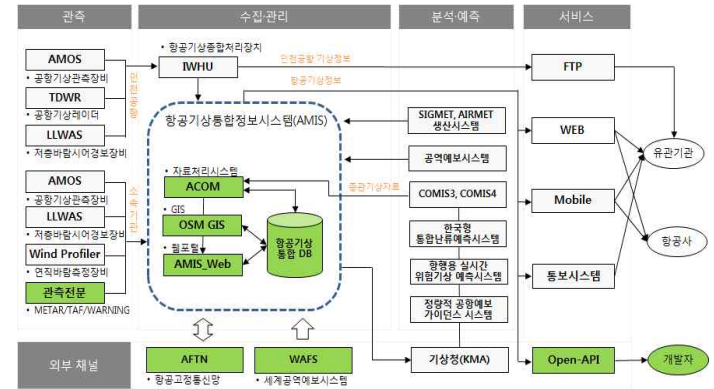 관측
수집·관리
분석·예측
서비스
AMOS
• 공항기상관측장비
TDWR
• 공항기상레이더
LLWAS
• 저층바람시어경보장비
인천공항
• 항공기상종합처리장치
IWHU
인천공항 기상정보
항공기상정보
FTP
항공기상통합정보시스템(AMIS)
SIGMET, AIRMET
생산시스템
WEB
유관기관
공역예보시스템
AMOS
• 공항기상관측장비
LLWAS
• 저층바람시어경보장비
Wind Profiler
• 연직바람측정장비
관측전문
• METAR/TAF/WARNING
소속기관
• 자료처리시스템
ACOM
• GIS
OSM GIS
• 웹포털
AMIS_Web
항공기상
통합 DB
종관기상자료
COMIS3, COMIS4
Mobile
한국형
통합난류예측시스템
항공사
항행용 실시간
위험기상 예측시스템
통보시스템
정량적 공항예보
가이던스 시스템
외부 채널
AFTN
• 항공고정통신망
WAFS
• 세계공역예보시스템
기상청(KMA)
Open-API
개발자